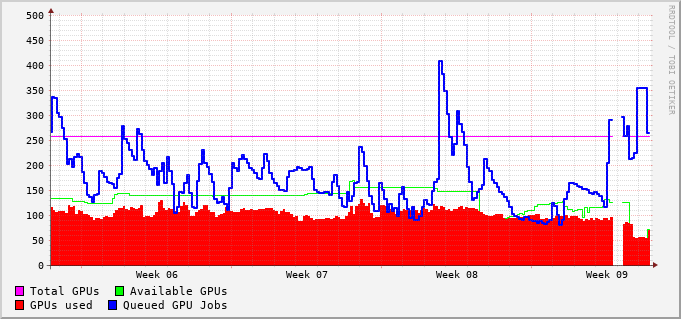 RRDTOOL / TOBI OETIKER
500
450
400
350
300
250
200
150
100
50
0
Week 06 Week 07 Week 08 Week 09
Total GPUs Available GPUs
GPUs used Queued GPU Jobs